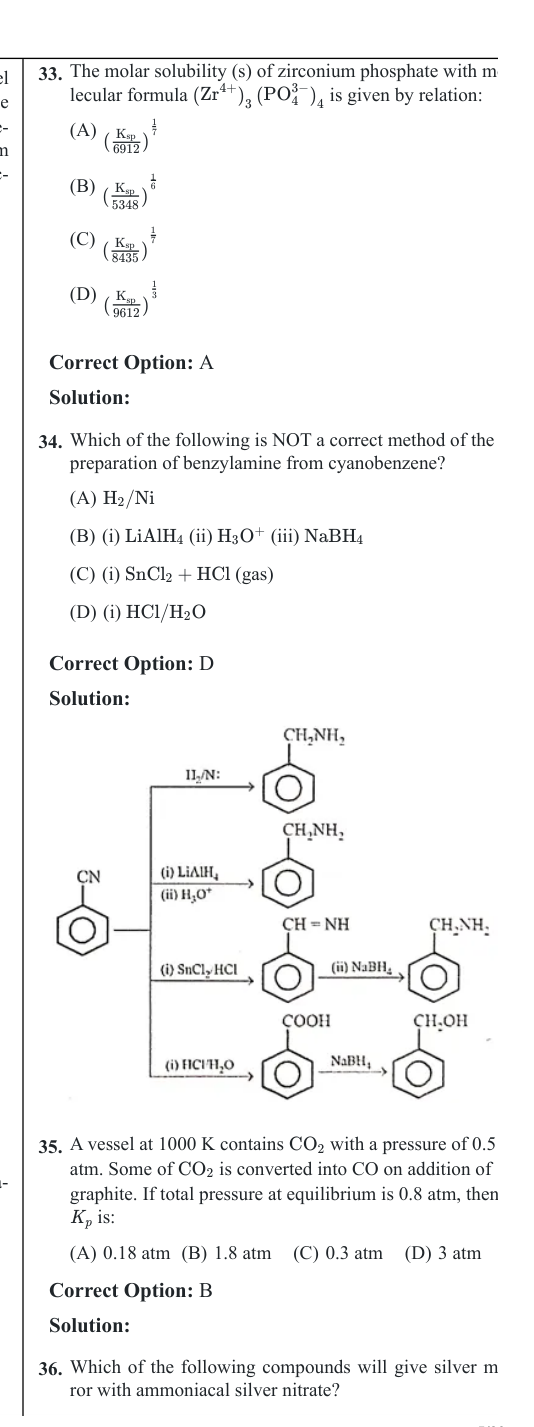 el
e
e-
m
c-
33. The molar solubility (s) of zirconium phosphate with m-
lecular formula (Zr⁴⁺)₃ (PO₄³⁻)₄ is given by relation:
(A) (Ksp/6912)^(1/7)
(B) (Ksp/5348)^(1/6)
(C) (Ksp/8435)^(1/7)
(D) (Ksp/9612)^(1/3)
Correct Option: A
Solution:
34. Which of the following is NOT a correct method of the
preparation of benzylamine from cyanobenzene?
(A) H₂/Ni
(B) (i) LiAlH₄ (ii) H₃O⁺ (iii) NaBH₄
(C) (i) SnCl₂ + HCl (gas)
(D) (i) HCl/H₂O
Correct Option: D
Solution:
CH₂NH₂
H₂/N:
CH₂NH₂
CN
(i) LiAlH₄
(ii) H₃O⁺
CH = NH
CH₂NH₂
(i) SnCl₂/HCl
(ii) NaBH₄
COOH
CH₂OH
(i) HCl/H₂O
NaBH₄
35. A vessel at 1000 K contains CO₂ with a pressure of 0.5
atm. Some of CO₂ is converted into CO on addition of
graphite. If total pressure at equilibrium is 0.8 atm, then
Kₚ is:
(A) 0.18 atm (B) 1.8 atm (C) 0.3 atm (D) 3 atm
Correct Option: B
Solution:
36. Which of the following compounds will give silver m
ror with ammoniacal silver nitrate?